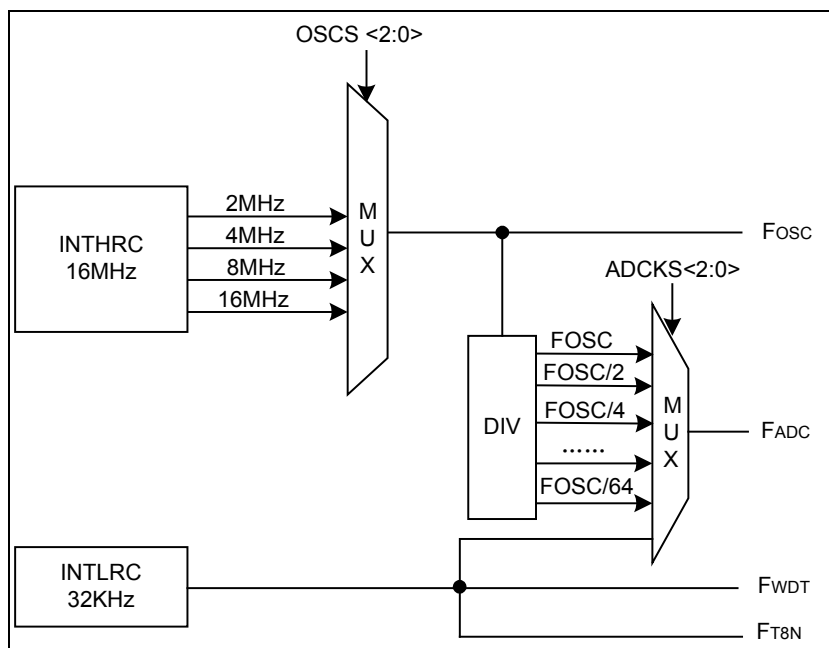 OSCS <2:0>
INTHRC
16MHz
2MHz
4MHz
8MHz
16MHz
M
U
X
FOSC
ADCKS<2:0>
DIV
FOSC
FOSC/2
FOSC/4
......
FOSC/64
M
U
X
FADC
INTLRC
32KHz
FWDT
FT8N